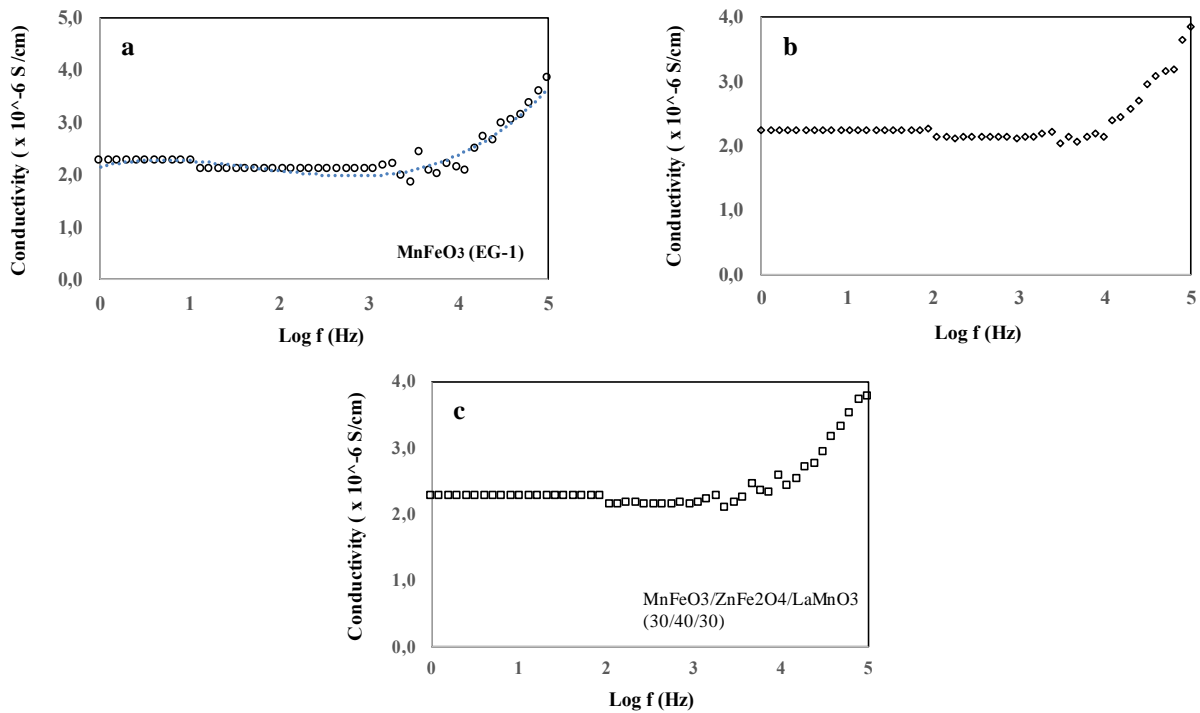 a
Conductivity ( x 10^-6 S /cm)
5,0
4,0
3,0
2,0
1,0
0,0
MnFeO3 (EG-1)
0 1 2 3 4 5
Log f (Hz)
b
Conductivity ( x 10^-6 S/cm)
4,0
3,0
2,0
1,0
0,0
0 1 2 3 4 5
Log f (Hz)
c
Conductivity ( x 10^-6 S/cm)
4,0
3,0
2,0
1,0
0,0
MnFeO3/ZnFe2O4/LaMnO3
(30/40/30)
0 1 2 3 4 5
Log f (Hz)